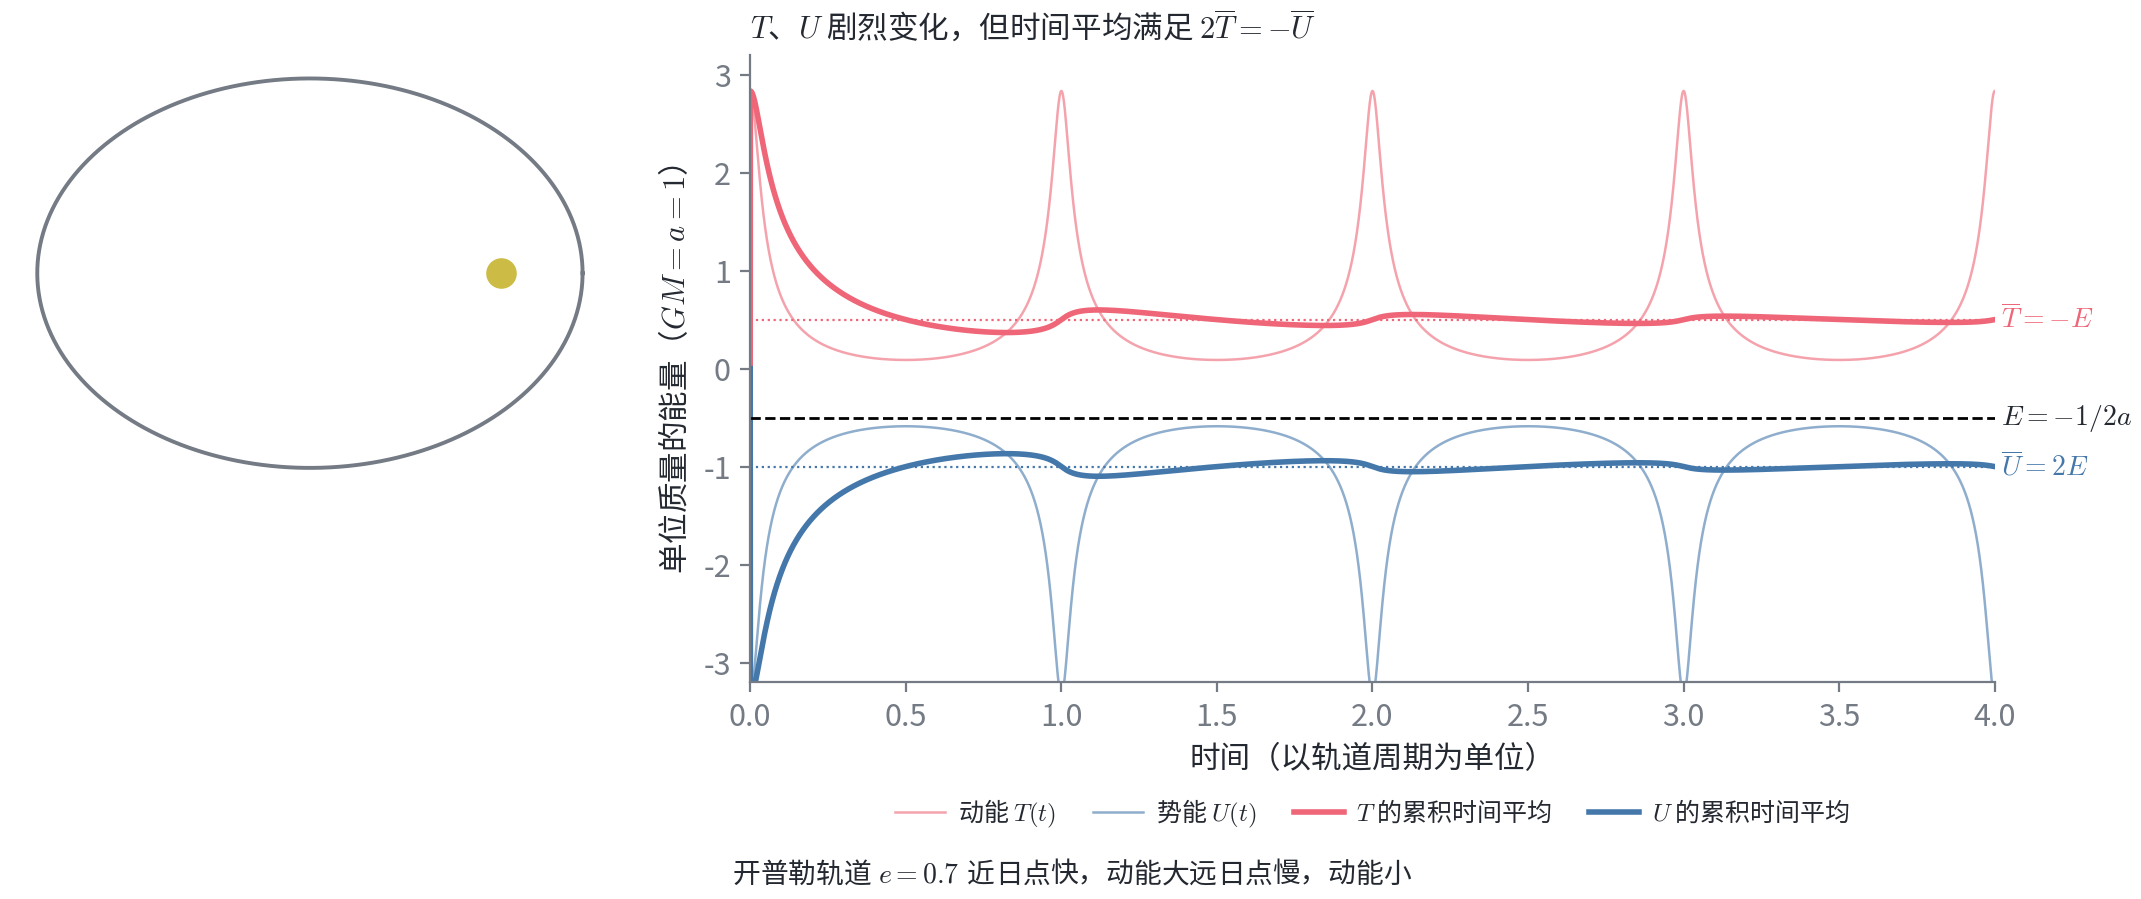 T、U 剧烈变化，但时间平均满足 2T̅ = −U̅
单位质量的能量（GM = a = 1）
3
2
1
0
-1
-2
-3
T̅ = −E
E = −1/2a
U̅ = 2E
0.0 0.5 1.0 1.5 2.0 2.5 3.0 3.5 4.0
时间（以轨道周期为单位）
动能 T(t) 势能 U(t) T 的累积时间平均 U 的累积时间平均
开普勒轨道 e = 0.7 近日点快，动能大远日点慢，动能小